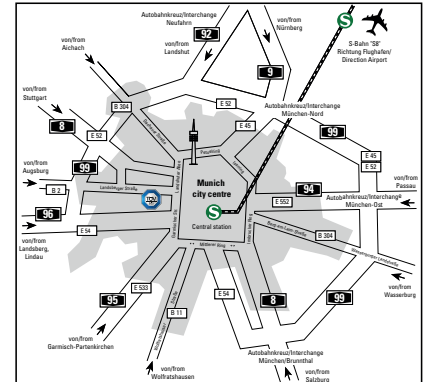 von/from
Aichach
Autobahnkreuz/Interchange
Neufahrn
92
von/from
Landshut
von/from
Nürnberg
9
S
S-Bahn "S8"
Richtung Flughafen/
Direction Airport
von/from
Stuttgart
8
B 304
E 52
E 52
E 45
Autobahnkreuz/Interchange
München-Nord
99
E 45
E 52
von/from
Augsburg
99
B 2
96
von/from
Landsberg,
Lindau
Landsberger Straße
Munich
city centre
S
Central station
94
E 552
von/from
Passau
Autobahnkreuz/Interchange
München-Ost
B 304
von/from
Wasserburg
E 54
Mittlerer Ring
E 533
95
B 11
E 54
8
99
von/from
Garmisch-Partenkirchen
von/from
Wolfratshausen
Autobahnkreuz/Interchange
München/Brunnthal
von/from
Salzburg